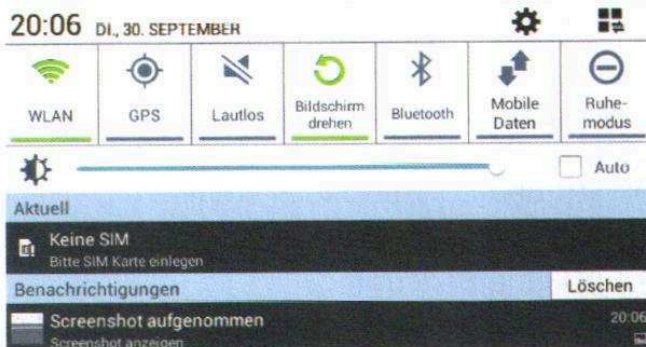 20:06 DI., 30. SEPTEMBER
WLAN
GPS
Lautlos
Bildschirm
drehen
Bluetooth
Mobile
Daten
Ruhe-
modus
Auto
Aktuell
Keine SIM
Bitte SIM Karte einlegen
Benachrichtigungen
Löschen
Screenshot aufgenommen
20:06
Screenshot anzeigen